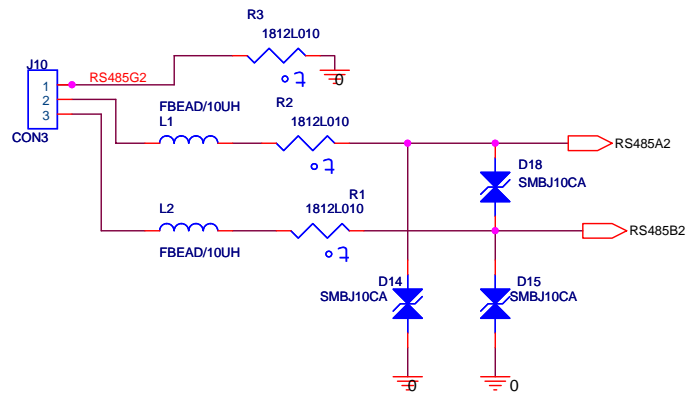 R3
1812L010
J10
RS485G2
1
2
3
CON3
0
FBEAD/10UH
L1
R2
1812L010
t
RS485A2
D18
SMBJ10CA
L2
FBEAD/10UH
R1
1812L010
t
RS485B2
D14
SMBJ10CA
D15
SMBJ10CA
0
0
t